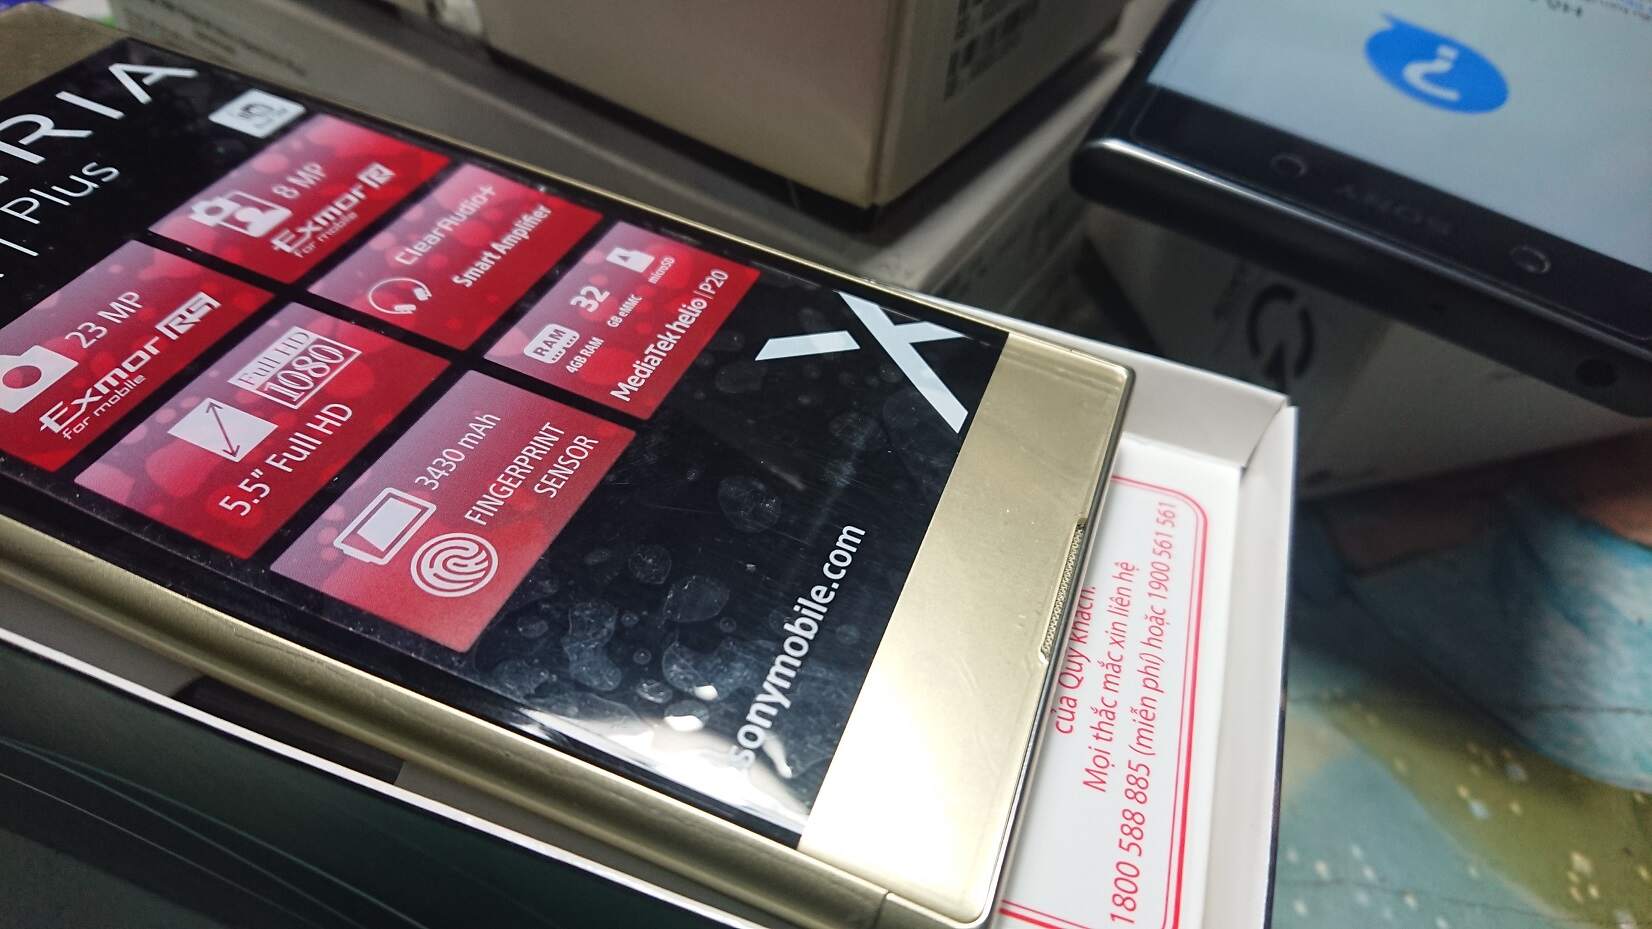 RIA
Plus
8 MP
Exmor R
for mobile
23 MP
Exmor RS
for mobile
ClearAudio+
Smart Amplifier
Full HD
1080
5.5" Full HD
RAM
4GB RAM
32
GB eMMC
microSD
MediaTek helio | P20
3430 mAh
FINGERPRINT
SENSOR
sonymobile.com
SONY
của Quý khách.
Mọi thắc mắc xin liên hệ
1800 588 885 (miễn phí) hoặc 1900 561 561